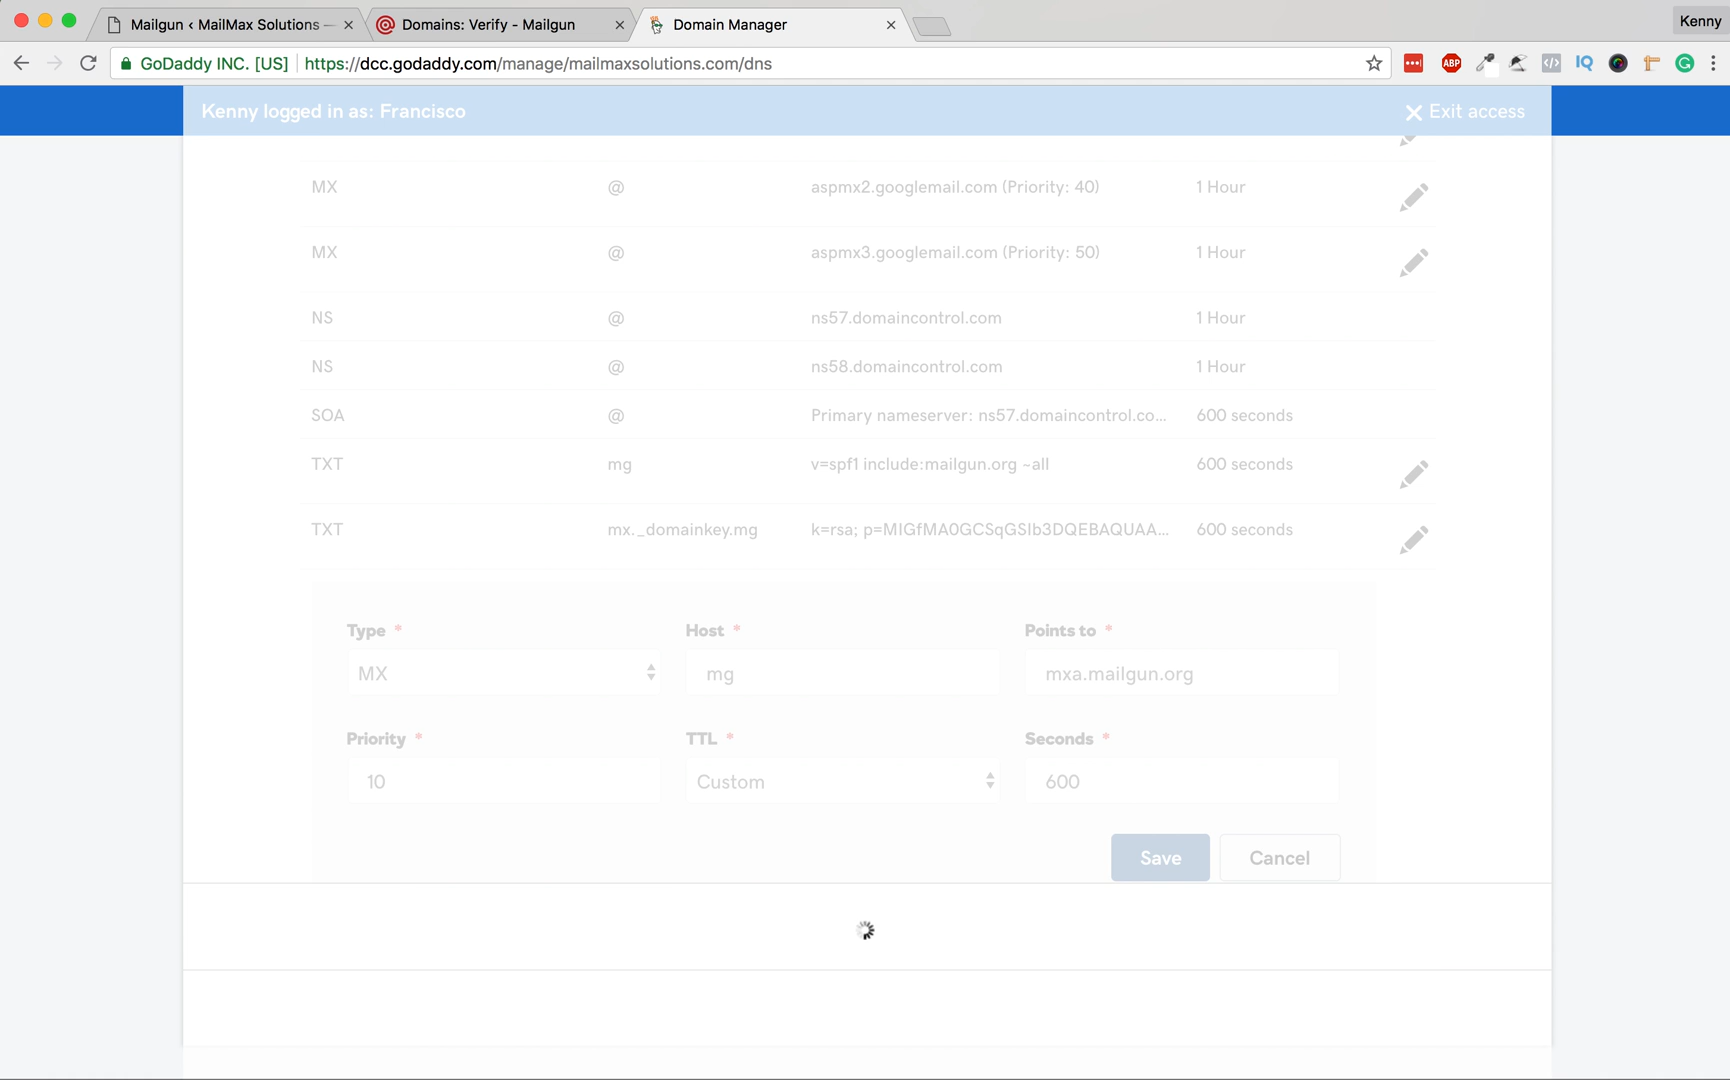 Mailgun ‹ MailMax Solutions —
Domains: Verify - Mailgun
Domain Manager
Kenny
GoDaddy INC. [US]
https://dcc.godaddy.com/manage/mailmaxsolutions.com/dns
ABP
IQ
Kenny logged in as: Francisco
Exit access
MX @ aspmx2.googlemail.com (Priority: 40) 1 Hour
MX @ aspmx3.googlemail.com (Priority: 50) 1 Hour
NS @ ns57.domaincontrol.com 1 Hour
NS @ ns58.domaincontrol.com 1 Hour
SOA @ Primary nameserver: ns57.domaincontrol.co... 600 seconds
TXT mg v=spf1 include:mailgun.org ~all 600 seconds
TXT mx._domainkey.mg k=rsa; p=MIGfMA0GCSqGSIb3DQEBAQUAA... 600 seconds
Type * Host * Points to *
MX mg mxa.mailgun.org
Priority * TTL * Seconds *
10 Custom 600
Save Cancel